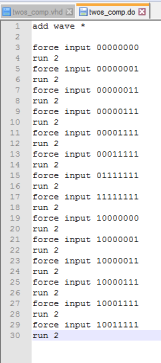 twos_comp.vhd twos_comp.do
1 add wave *
2
3 force input 00000000
4 run 2
5 force input 00000001
6 run 2
7 force input 00000011
8 run 2
9 force input 00000111
10 run 2
11 force input 00001111
12 run 2
13 force input 00011111
14 run 2
15 force input 01111111
16 run 2
17 force input 11111111
18 run 2
19 force input 10000000
20 run 2
21 force input 10000001
22 run 2
23 force input 10000011
24 run 2
25 force input 10000111
26 run 2
27 force input 10001111
28 run 2
29 force input 10011111
30 run 2